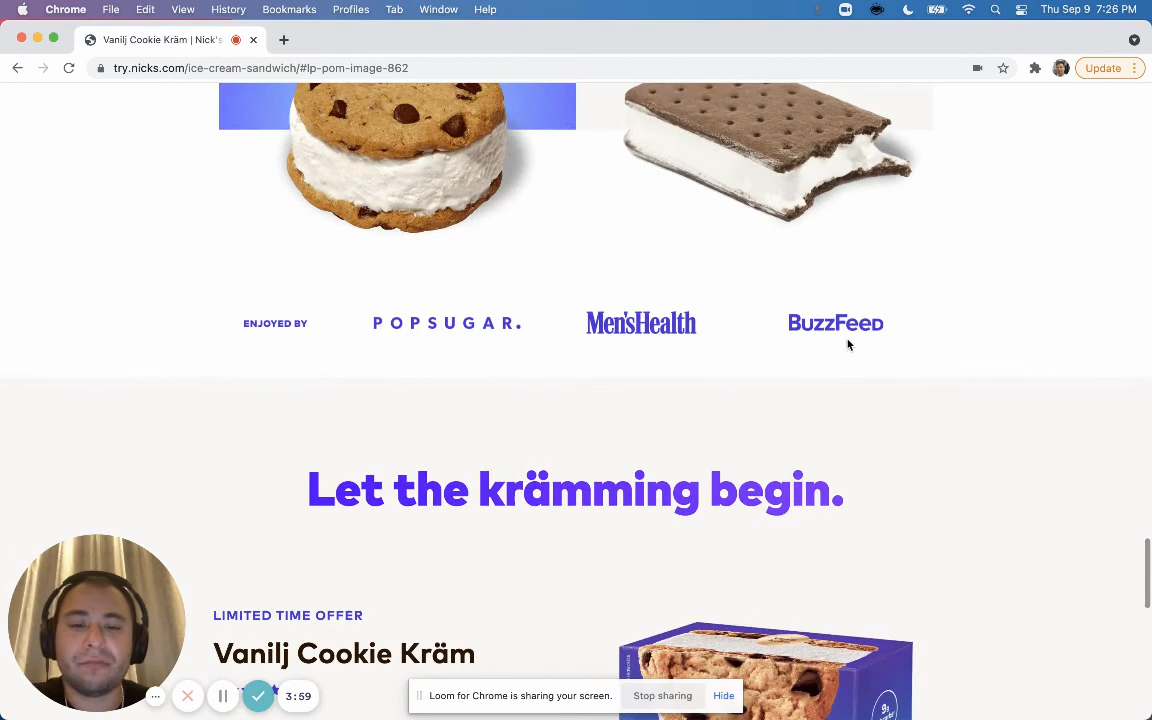 Chrome File Edit View History Bookmarks Profiles Tab Window Help Thu Sep 9 7:26 PM
Vanilj Cookie Kräm | Nick's
try.nicks.com/ice-cream-sandwich/#lp-pom-image-862 Update
ENJOYED BY POPSUGAR. Men'sHealth BuzzFeed
Let the krämming begin.
LIMITED TIME OFFER
Vanilj Cookie Kräm
3:59
Loom for Chrome is sharing your screen. Stop sharing Hide